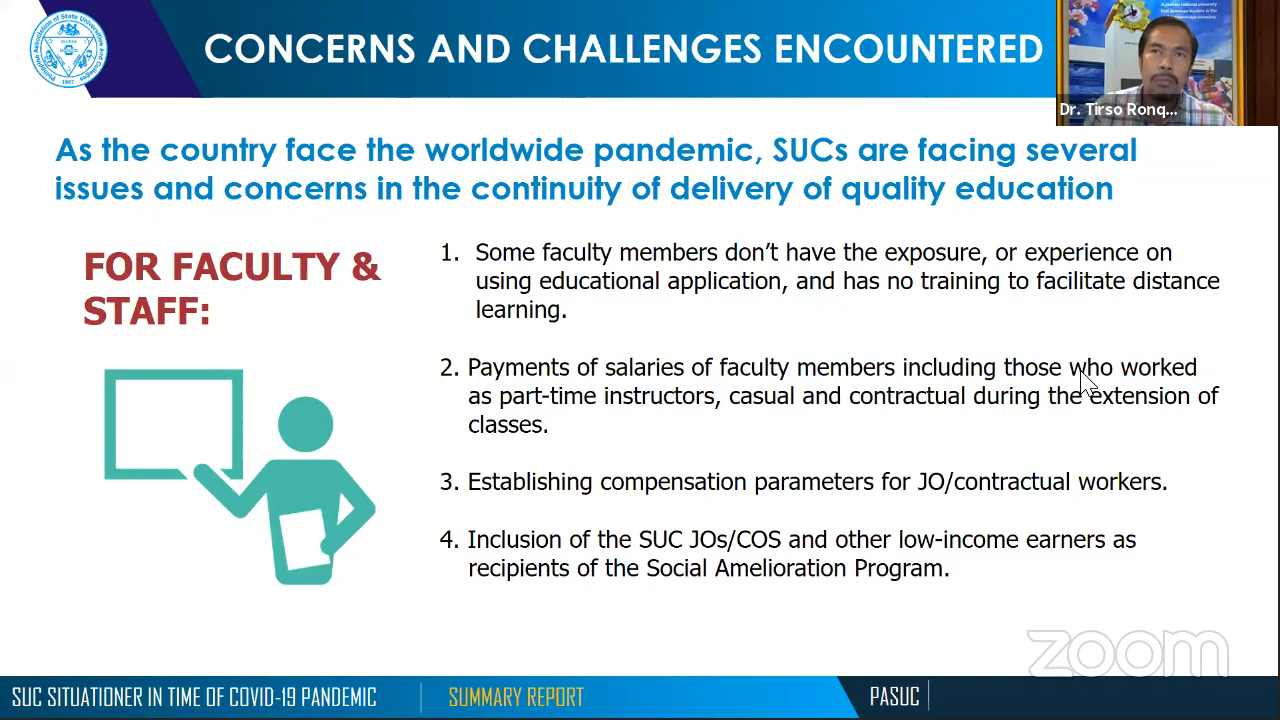 CONCERNS AND CHALLENGES ENCOUNTERED
Dr. Tirso Ronq...
As the country face the worldwide pandemic, SUCs are facing several
issues and concerns in the continuity of delivery of quality education
FOR FACULTY &
STAFF:
1. Some faculty members don't have the exposure, or experience on
using educational application, and has no training to facilitate distance
learning.
2. Payments of salaries of faculty members including those who worked
as part-time instructors, casual and contractual during the extension of
classes.
3. Establishing compensation parameters for JO/contractual workers.
4. Inclusion of the SUC JOs/COS and other low-income earners as
recipients of the Social Amelioration Program.
zoom
SUC SITUATIONER IN TIME OF COVID-19 PANDEMIC
SUMMARY REPORT
PASUC